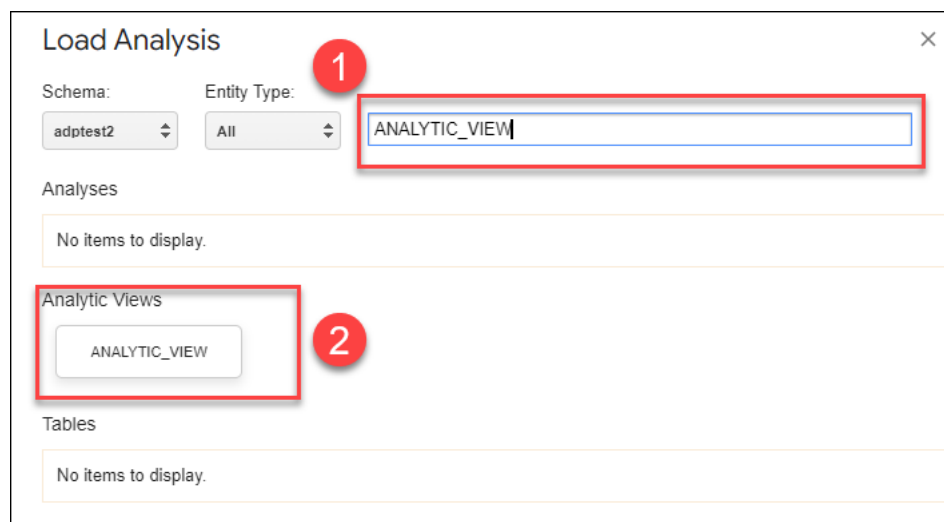 Load Analysis
1
Schema:
Entity Type:
adptest2
All
ANALYTIC_VIEW
Analyses
No items to display.
Analytic Views
ANALYTIC_VIEW
2
Tables
No items to display.